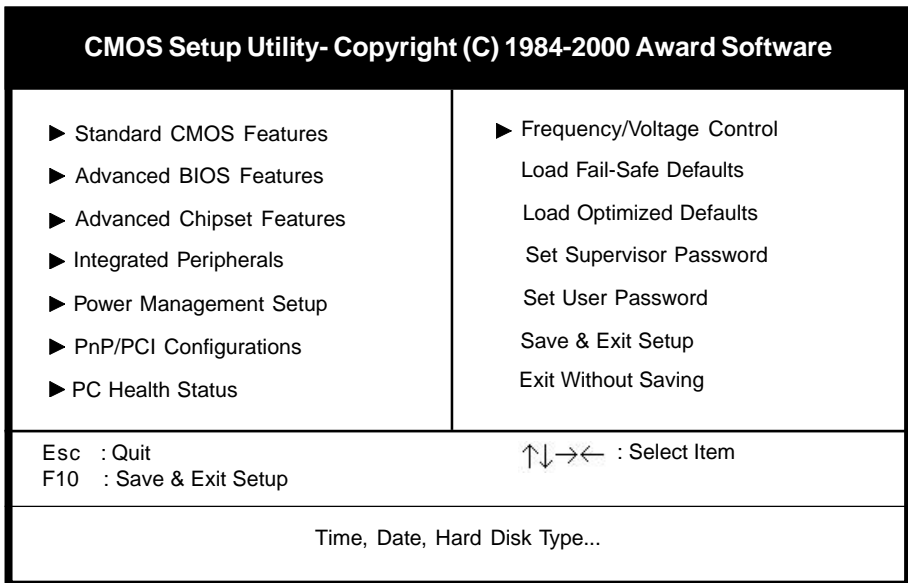 CMOS Setup Utility- Copyright (C) 1984-2000 Award Software
▶ Standard CMOS Features
▶ Advanced BIOS Features
▶ Advanced Chipset Features
▶ Integrated Peripherals
▶ Power Management Setup
▶ PnP/PCI Configurations
▶ PC Health Status
▶ Frequency/Voltage Control
Load Fail-Safe Defaults
Load Optimized Defaults
Set Supervisor Password
Set User Password
Save & Exit Setup
Exit Without Saving
Esc : Quit
F10 : Save & Exit Setup
↑↓→← : Select Item
Time, Date, Hard Disk Type...